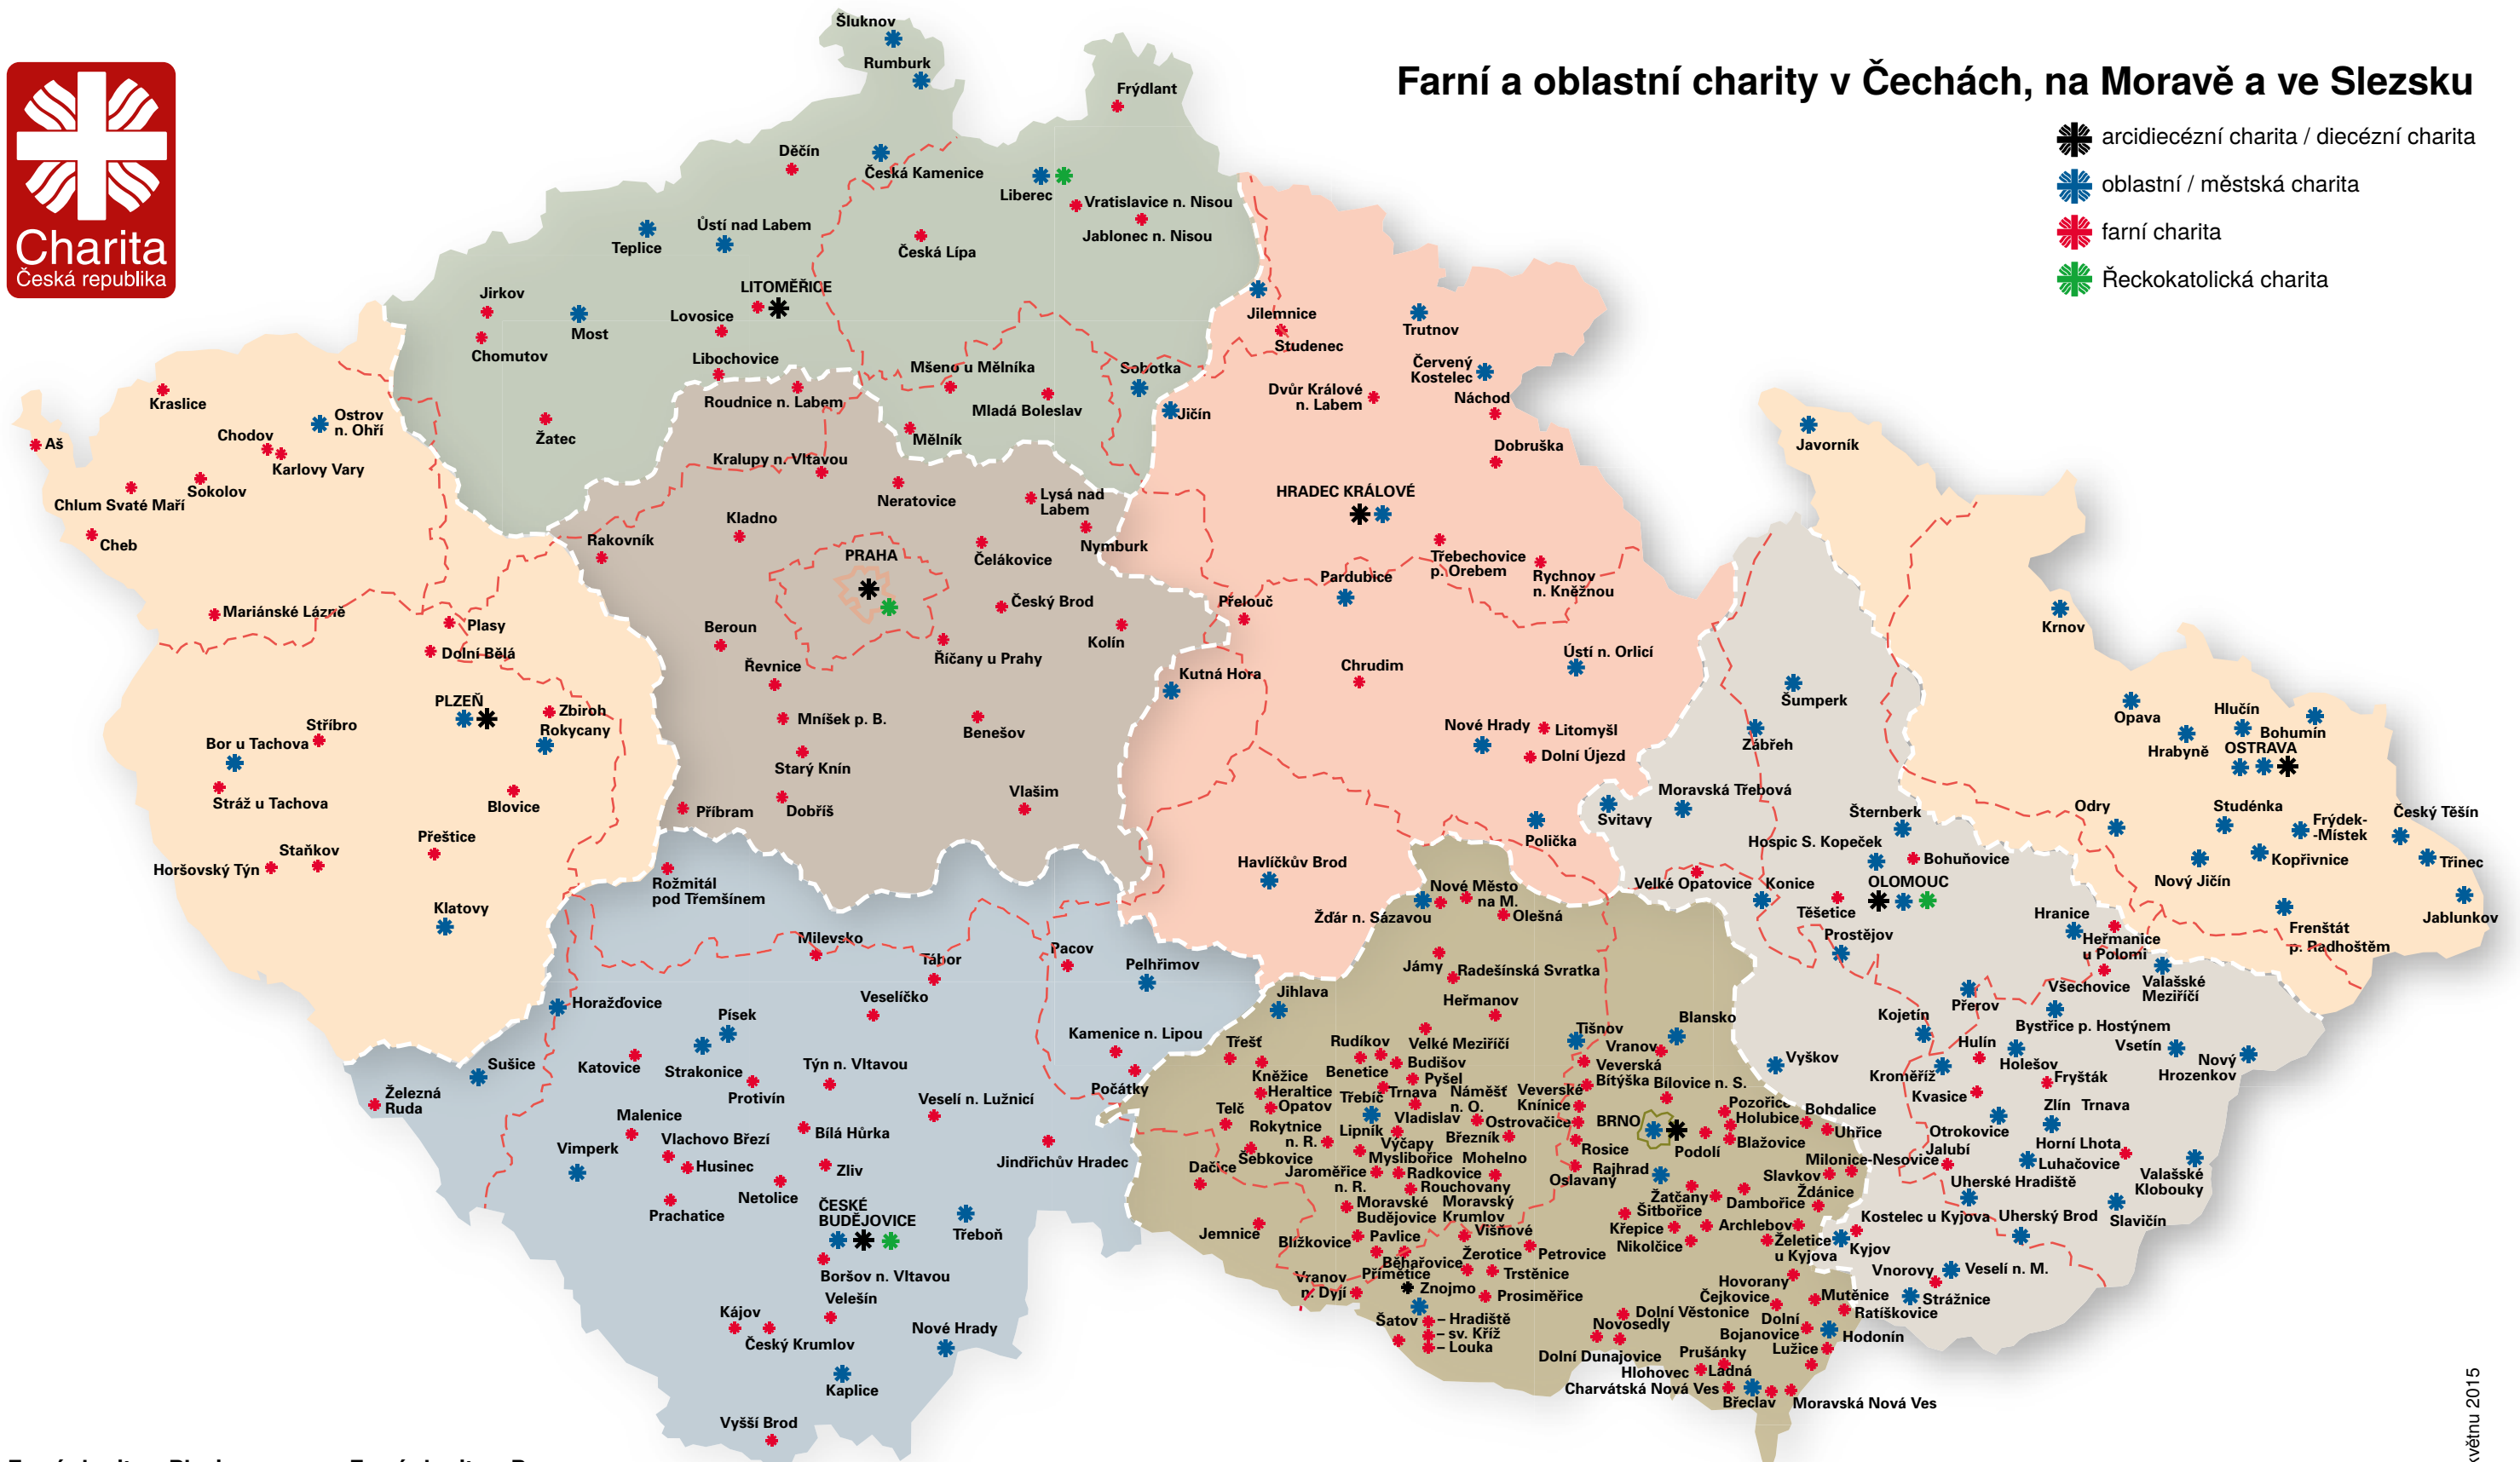 Charita
Česká republika
Farní a oblastní charity v Čechách, na Moravě a ve Slezsku
arcidiecézní charita / diecézní charita
oblastní / městská charita
farní charita
Řeckokatolická charita
Šluknov
Rumburk
Frýdlant
Děčín
Česká Kamenice
Liberec
Vratislavice n. Nisou
Jablonec n. Nisou
Teplice
Ůstí nad Labem
Česká Lípa
LITOMĚŘICE
Jirkov
Lovosice
Most
Chomutov
Libochovice
Mšeno u Mělníka
Sobotka
Roudnice n. Labem
Mladá Boleslav
Žatec
Mělník
Jilemnice
Studenec
Trutnov
Červený
Kostelec
Dvůr Králové
n. Labem
Náchod
Jičín
Dobruška
HRADEC KRÁLOVÉ
Třebechovice
p. Orebem
Rychnov
n. Kněžnou
Pardubice
Přelouč
Ústí n. Orlicí
Chrudim
Kutná Hora
Nové Hrady
Litomyšl
Dolní Újezd
Polička
Havlíčkův Brod
Kraslice
Ostrov
n. Ohří
Aš
Chodov
Karlovy Vary
Sokolov
Chlum Svaté Maří
Cheb
Mariánské Lázně
Plasy
Dolní Bělá
PLZEŇ
Zbiroh
Rokycany
Stříbro
Bor u Tachova
Stráž u Tachova
Blovice
Přeštice
Staňkov
Horšovský Týn
Klatovy
Kralupy n. Vltavou
Neratovice
Lysá nad
Labem
Kladno
Nymburk
Rakovník
Čelákovice
PRAHA
Český Brod
Beroun
Kolín
Říčany u Prahy
Řevnice
Mníšek p. B.
Benešov
Starý Knín
Vlašim
Příbram
Dobříš
Rožmitál
pod Třemšínem
Milevsko
Tábor
Pacov
Pelhřimov
Horažďovice
Písek
Veselíčko
Kamenice n. Lipou
Sušice
Katovice
Strakonice
Týn n. Vltavou
Počátky
Železná
Ruda
Protivín
Veselí n. Lužnicí
Malenice
Vlachovo Březí
Bílá Hůrka
Vimperk
Husinec
Zliv
Jindřichův Hradec
Netolice
Prachatice
ČESKÉ
BUDĚJOVICE
Třeboň
Boršov n. Vltavou
Velešín
Kájov
Český Krumlov
Nové Hrady
Kaplice
Vyšší Brod
Javorník
Krnov
Opava
Hlučín
Bohumín
Hrabyně
OSTRAVA
Odry
Studénka
Frýdek-
-Místek
Český Těšín
Kopřivnice
Třinec
Nový Jičín
Jablunkov
Frenštát
p. Radhoštěm
Šumperk
Zábřeh
Moravská Třebová
Svitavy
Šternberk
Hospic S. Kopeček
Bohuňovice
Velké Opatovice
Konice
OLOMOUC
Těšetice
Prostějov
Hranice
Heřmanice
u Polomi
Všechovice
Valašské
Meziříčí
Přerov
Kojetín
Bystřice p. Hostýnem
Hulín
Vsetín
Nový
Hrozenkov
Vyškov
Kroměříž
Holešov
Fryšták
Kvasice
Zlín
Trnava
Otrokovice
Horní Lhota
Jalubí
Luhačovice
Valašské
Klobouky
Uherské Hradiště
Slavičín
Kostelec u Kyjova
Uherský Brod
Kyjov
Vnorovy
Veselí n. M.
Strážnice
Nové Město
na M.
Žďár n. Sázavou
Olešná
Jámy
Radešínská Svratka
Jihlava
Heřmanov
Tišnov
Blansko
Třešť
Rudíkov
Velké Meziříčí
Vranov
Budišov
Veverská
Bítýška
Kněžice
Benetice
Pyšel
Bílovice n. S.
Heraltice
Třebíč
Trnava
Náměšť
n. O.
Veverské
Knínice
Telč
Opatov
Vladislav
Ostrovačice
BRNO
Pozořice
Holubice
Bohdalice
Rokytnice
n. R.
Lipník
Březník
Uhřice
Výčapy
Rosice
Podolí
Blažovice
Šebkovice
Myslibořice
Mohelno
Milonice-Nesovice
Dačice
Jaroměřice
n. R.
Radkovice
Oslavany
Rajhrad
Slavkov
Rouchovany
Žatčany
Ždánice
Moravské
Budějovice
Moravský
Krumlov
Šitbořice
Dambořice
Jemnice
Blížkovice
Pavlice
Višňové
Křepice
Archlebov
Nikolčice
Želetice
u Kyjova
Běhařovice
Žerotice
Petrovice
Vranov
n. Dyjí
Přímětice
Trstěnice
Hovorany
Znojmo
Prosiměřice
Čejkovice
Mutěnice
Ratíškovice
Šatov
– Hradiště
– sv. Kříž
– Louka
Dolní Věstonice
Novosedly
Dolní
Bojanovice
Hodonín
Dolní Dunajovice
Prušánky
Lužice
Hlohovec
Ladná
Charvátská Nová Ves
Břeclav
Moravská Nová Ves
květnu 2015